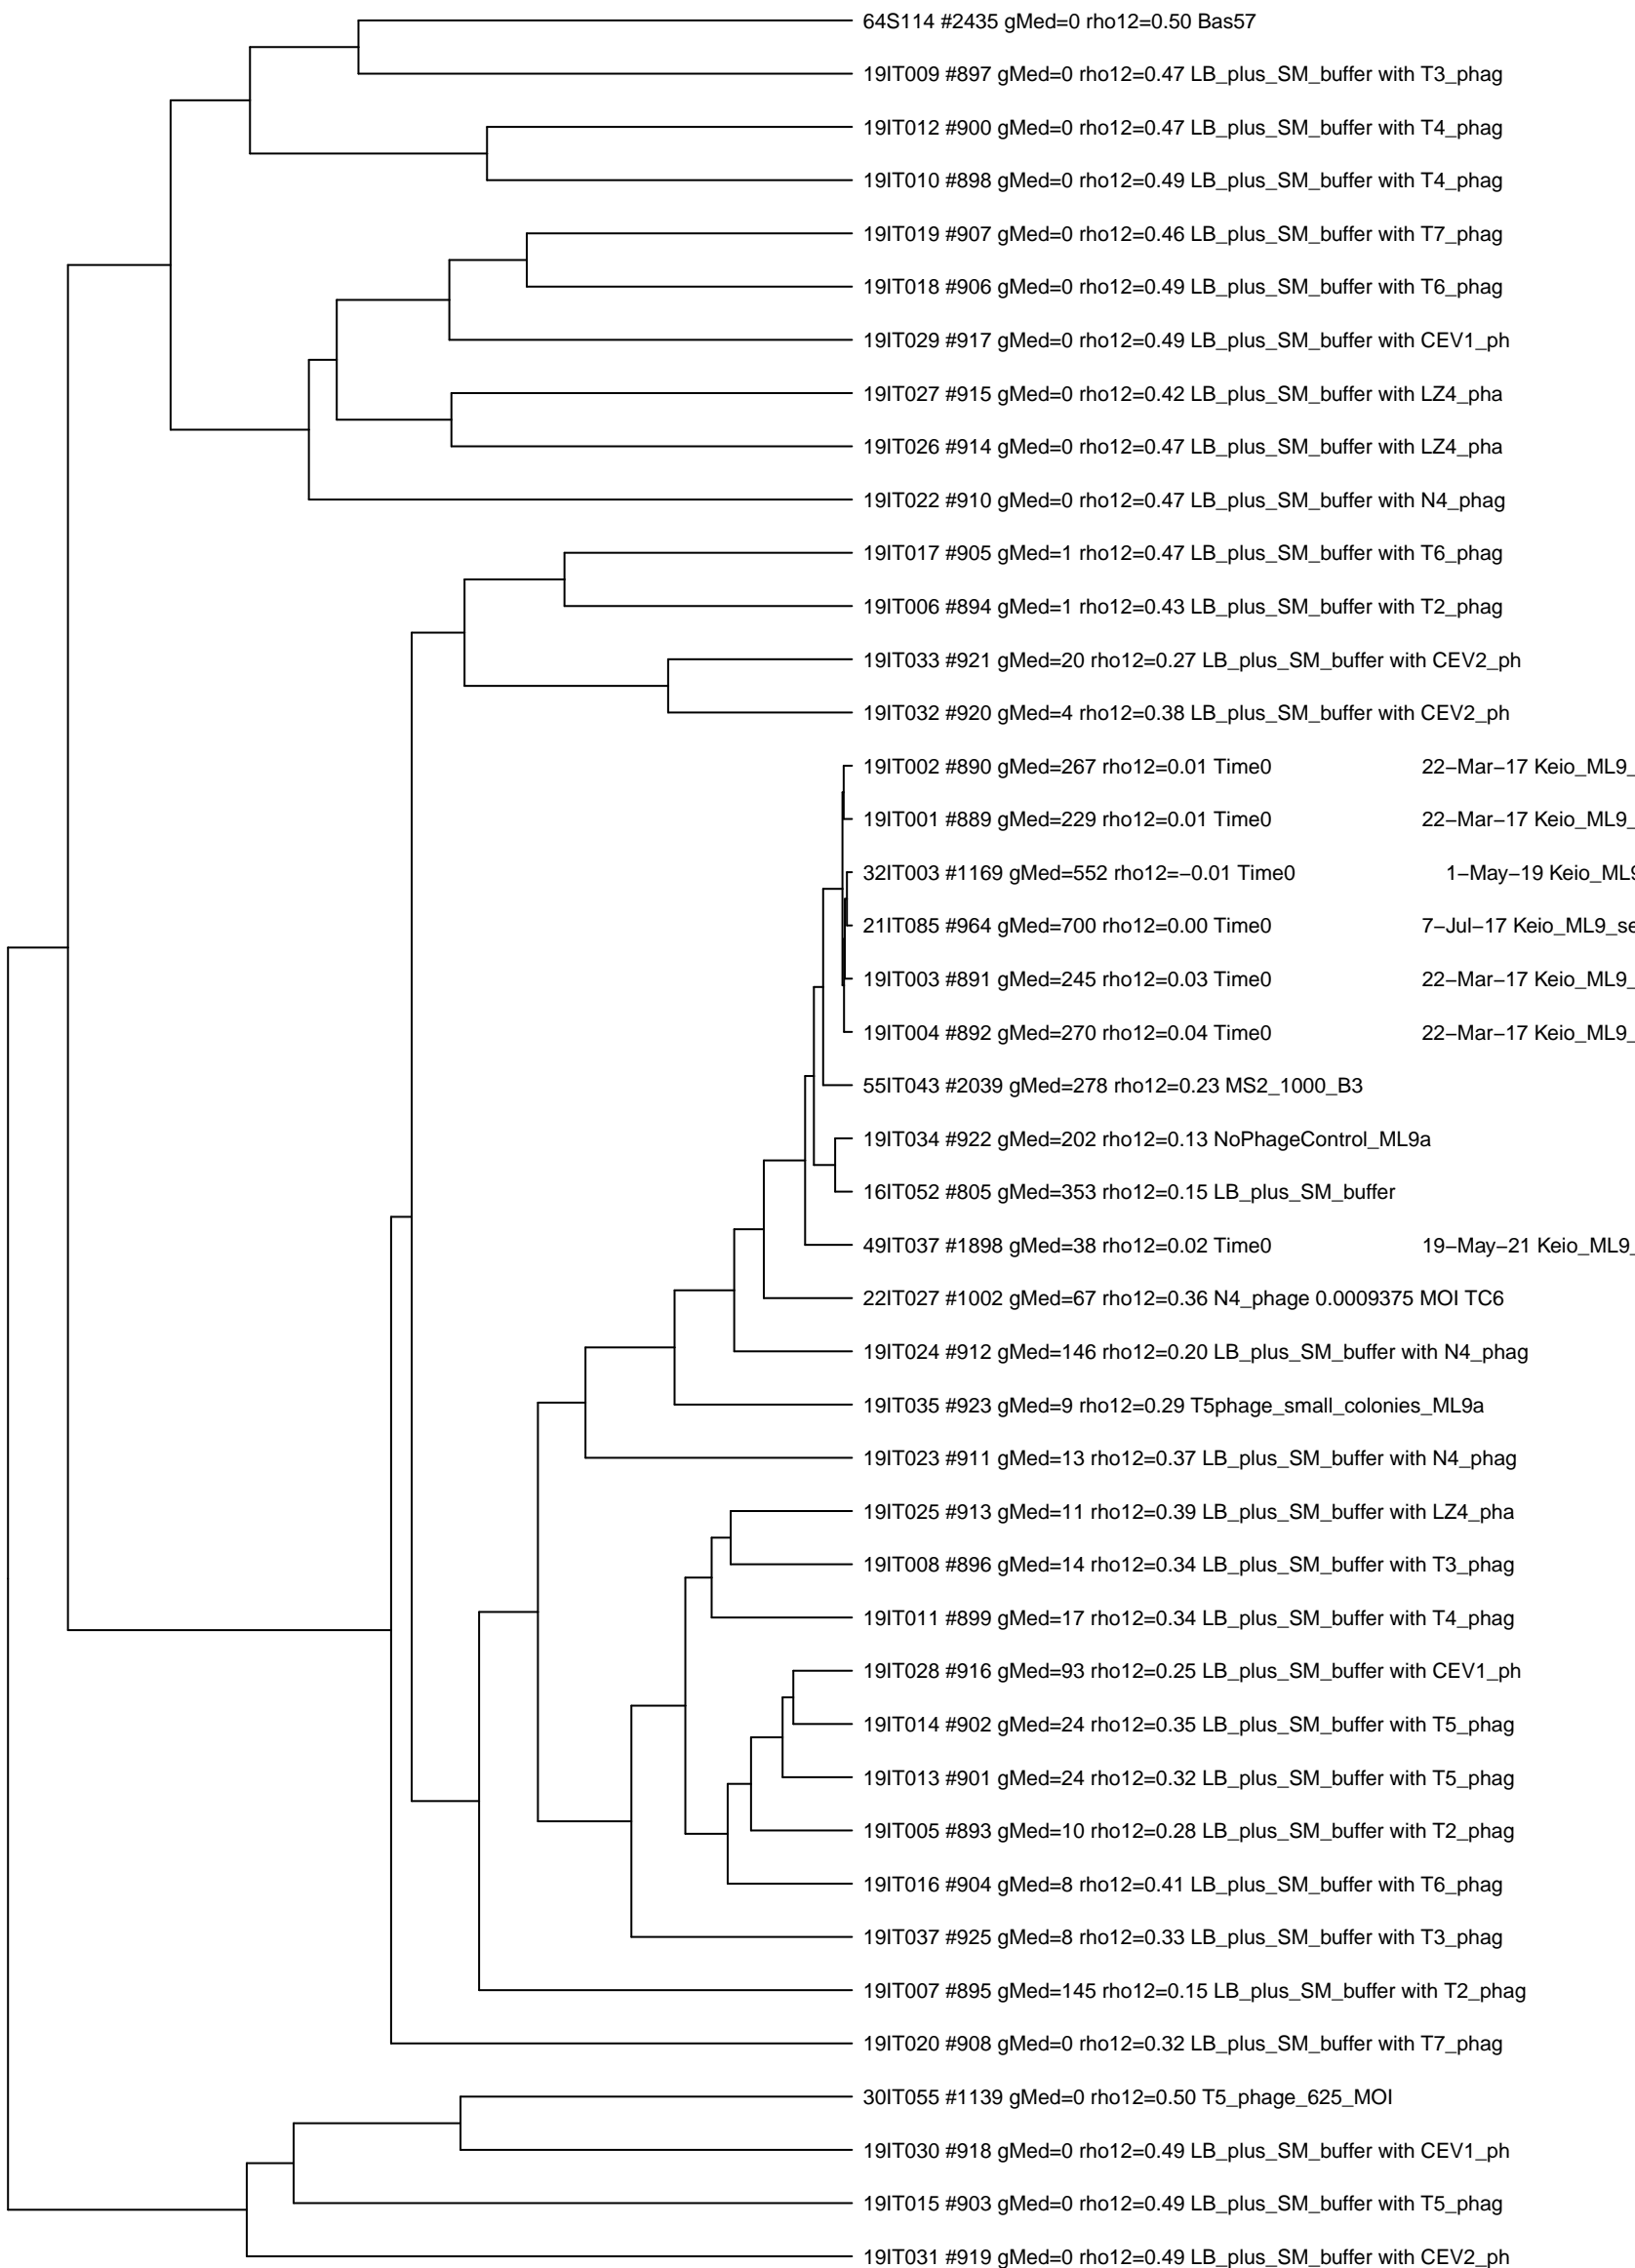 64S114 #2435 gMed=0 rho12=0.50 Bas57
19IT009 #897 gMed=0 rho12=0.47 LB_plus_SM_buffer with T3_phag
19IT012 #900 gMed=0 rho12=0.47 LB_plus_SM_buffer with T4_phag
19IT010 #898 gMed=0 rho12=0.49 LB_plus_SM_buffer with T4_phag
19IT019 #907 gMed=0 rho12=0.46 LB_plus_SM_buffer with T7_phag
19IT018 #906 gMed=0 rho12=0.49 LB_plus_SM_buffer with T6_phag
19IT029 #917 gMed=0 rho12=0.49 LB_plus_SM_buffer with CEV1_ph
19IT027 #915 gMed=0 rho12=0.42 LB_plus_SM_buffer with LZ4_pha
19IT026 #914 gMed=0 rho12=0.47 LB_plus_SM_buffer with LZ4_pha
19IT022 #910 gMed=0 rho12=0.47 LB_plus_SM_buffer with N4_phag
19IT017 #905 gMed=1 rho12=0.47 LB_plus_SM_buffer with T6_phag
19IT006 #894 gMed=1 rho12=0.43 LB_plus_SM_buffer with T2_phag
19IT033 #921 gMed=20 rho12=0.27 LB_plus_SM_buffer with CEV2_ph
19IT032 #920 gMed=4 rho12=0.38 LB_plus_SM_buffer with CEV2_ph
19IT002 #890 gMed=267 rho12=0.01 Time0 22−Mar−17 Keio_ML9_
19IT001 #889 gMed=229 rho12=0.01 Time0 22−Mar−17 Keio_ML9_
32IT003 #1169 gMed=552 rho12=−0.01 Time0 1−May−19 Keio_ML9
21IT085 #964 gMed=700 rho12=0.00 Time0 7−Jul−17 Keio_ML9_se
19IT003 #891 gMed=245 rho12=0.03 Time0 22−Mar−17 Keio_ML9_
19IT004 #892 gMed=270 rho12=0.04 Time0 22−Mar−17 Keio_ML9_
55IT043 #2039 gMed=278 rho12=0.23 MS2_1000_B3
19IT034 #922 gMed=202 rho12=0.13 NoPhageControl_ML9a
16IT052 #805 gMed=353 rho12=0.15 LB_plus_SM_buffer
49IT037 #1898 gMed=38 rho12=0.02 Time0 19−May−21 Keio_ML9_
22IT027 #1002 gMed=67 rho12=0.36 N4_phage 0.0009375 MOI TC6
19IT024 #912 gMed=146 rho12=0.20 LB_plus_SM_buffer with N4_phag
19IT035 #923 gMed=9 rho12=0.29 T5phage_small_colonies_ML9a
19IT023 #911 gMed=13 rho12=0.37 LB_plus_SM_buffer with N4_phag
19IT025 #913 gMed=11 rho12=0.39 LB_plus_SM_buffer with LZ4_pha
19IT008 #896 gMed=14 rho12=0.34 LB_plus_SM_buffer with T3_phag
19IT011 #899 gMed=17 rho12=0.34 LB_plus_SM_buffer with T4_phag
19IT028 #916 gMed=93 rho12=0.25 LB_plus_SM_buffer with CEV1_ph
19IT014 #902 gMed=24 rho12=0.35 LB_plus_SM_buffer with T5_phag
19IT013 #901 gMed=24 rho12=0.32 LB_plus_SM_buffer with T5_phag
19IT005 #893 gMed=10 rho12=0.28 LB_plus_SM_buffer with T2_phag
19IT016 #904 gMed=8 rho12=0.41 LB_plus_SM_buffer with T6_phag
19IT037 #925 gMed=8 rho12=0.33 LB_plus_SM_buffer with T3_phag
19IT007 #895 gMed=145 rho12=0.15 LB_plus_SM_buffer with T2_phag
19IT020 #908 gMed=0 rho12=0.32 LB_plus_SM_buffer with T7_phag
30IT055 #1139 gMed=0 rho12=0.50 T5_phage_625_MOI
19IT030 #918 gMed=0 rho12=0.49 LB_plus_SM_buffer with CEV1_ph
19IT015 #903 gMed=0 rho12=0.49 LB_plus_SM_buffer with T5_phag
19IT031 #919 gMed=0 rho12=0.49 LB_plus_SM_buffer with CEV2_ph